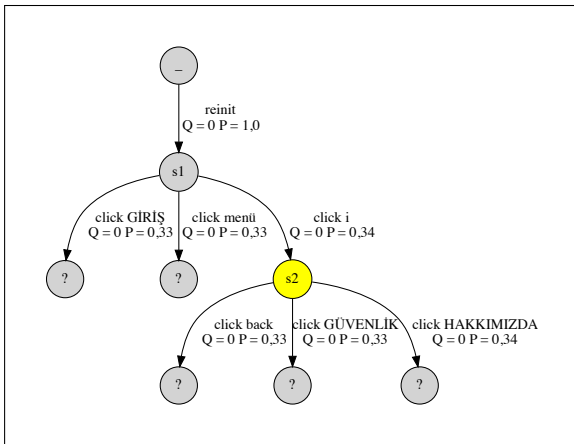 _
reinit
Q = 0 P = 1,0
s1
click GİRİŞ
Q = 0 P = 0,33
click menü
Q = 0 P = 0,33
click i
Q = 0 P = 0,34
?
?
s2
click back
Q = 0 P = 0,33
click GÜVENLİK
Q = 0 P = 0,33
click HAKKIMIZDA
Q = 0 P = 0,34
?
?
?